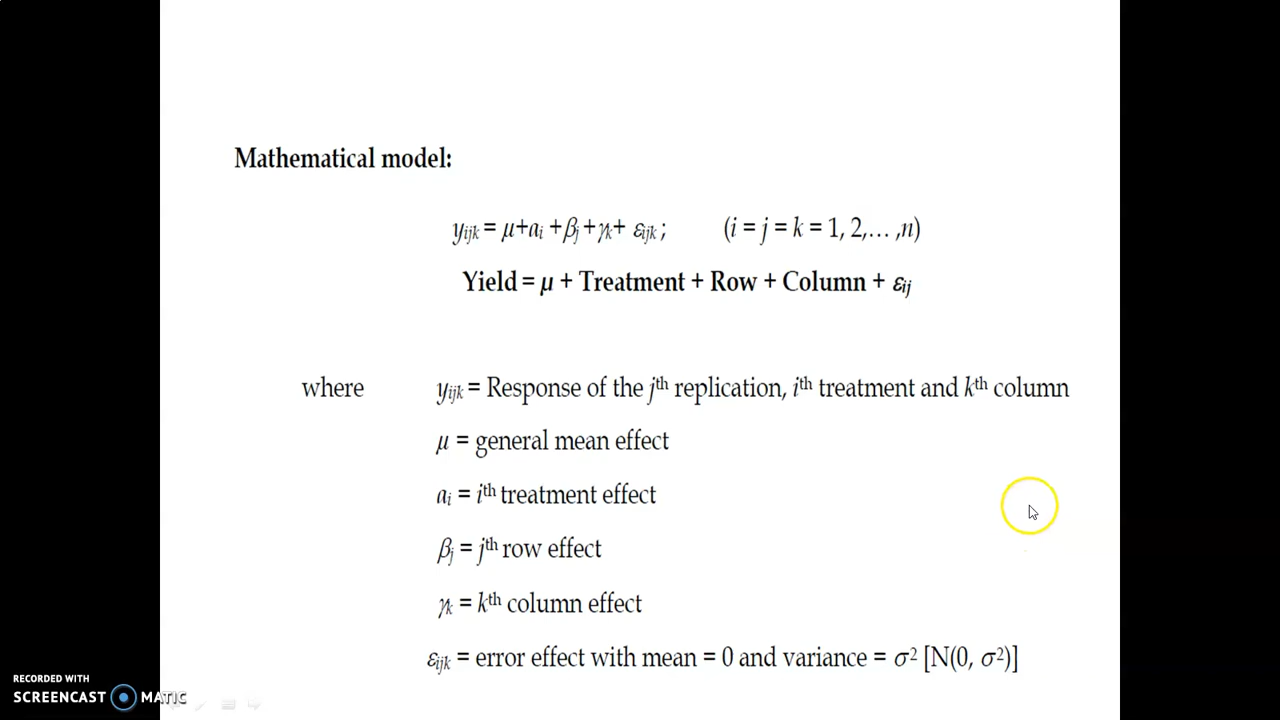 Mathematical model:
yijk = μ+ai +βj+γk+ εijk ; (i = j = k = 1, 2,… ,n)
Yield = μ + Treatment + Row + Column + εij
where yijk = Response of the jth replication, ith treatment and kth column
μ = general mean effect
ai = ith treatment effect
βj = jth row effect
γk = kth column effect
εijk = error effect with mean = 0 and variance = σ2 [N(0, σ2)]
RECORDED WITH
SCREENCAST MATIC